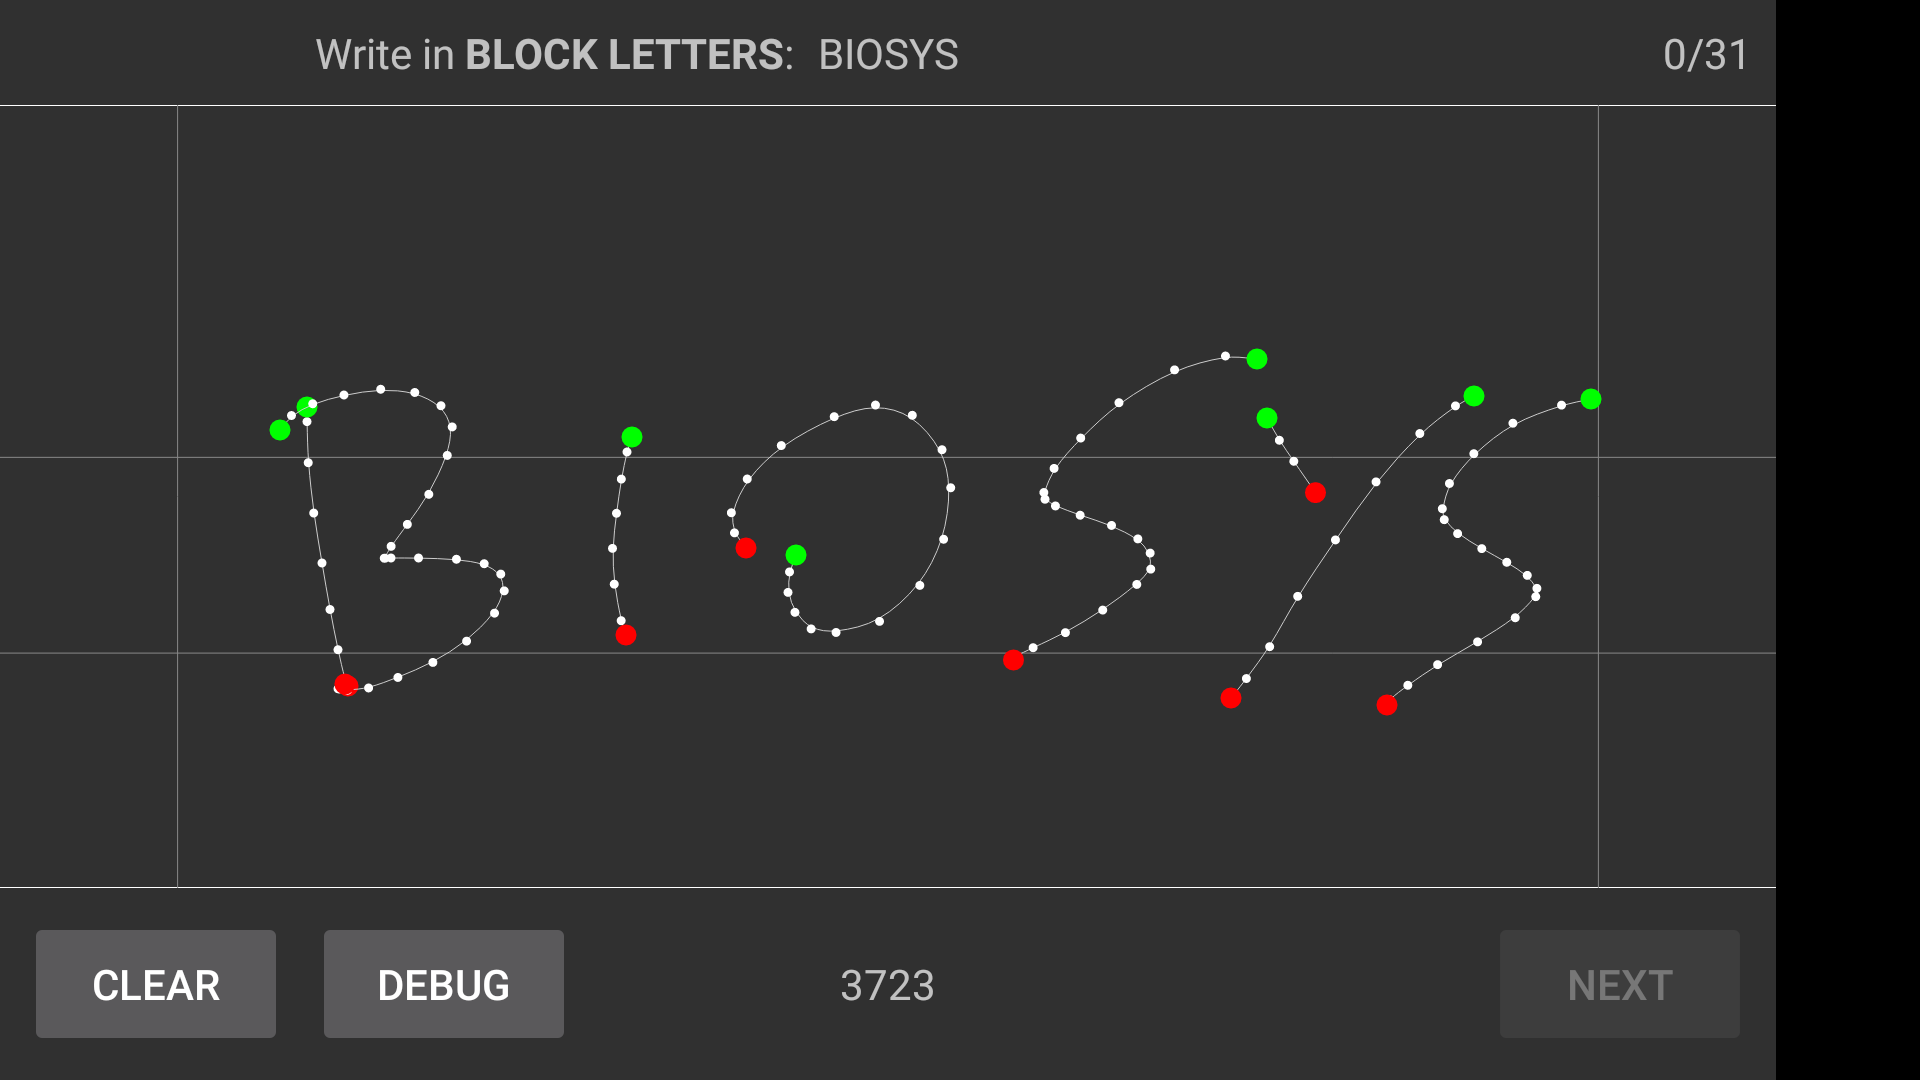 Write in BLOCK LETTERS: BIOSYS 0/31
BIOSYS
CLEAR DEBUG 3723 NEXT